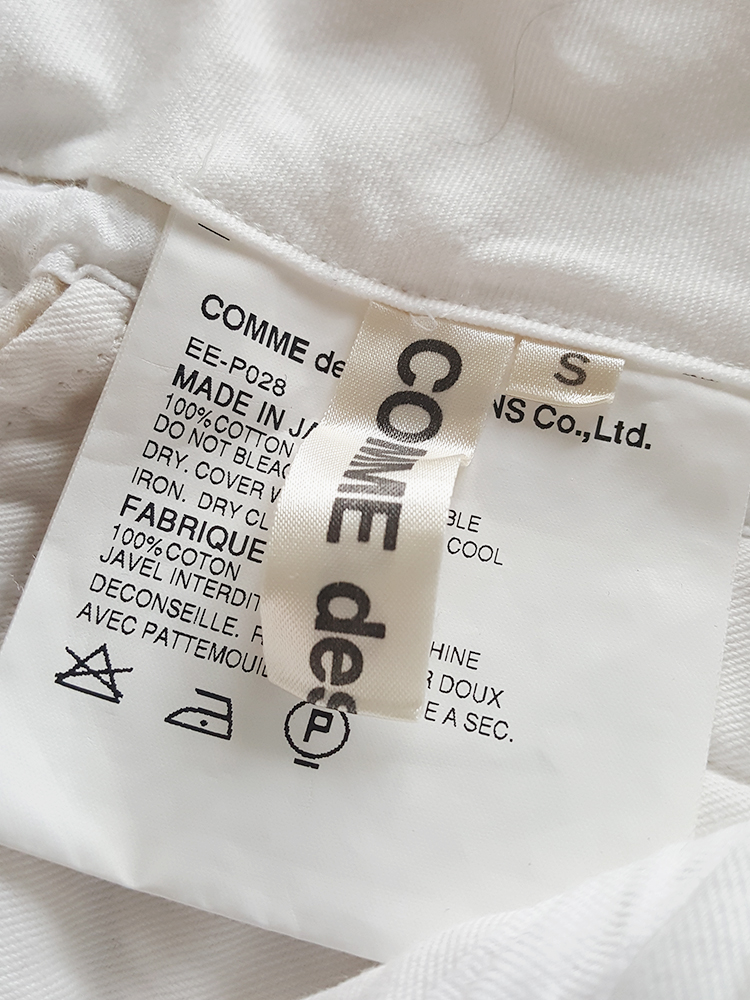 COMME de NS Co.,Ltd.
EE-P028
MADE IN JA
100% COTTON
DO NOT BLEAC BLE
DRY. COVER W COOL
IRON. DRY CL
FABRIQUE
100% COTON
JAVEL INTERDIT HINE
DECONSEILLE. R DOUX
AVEC PATTEMOUIL E A SEC.
P
COMME des
S